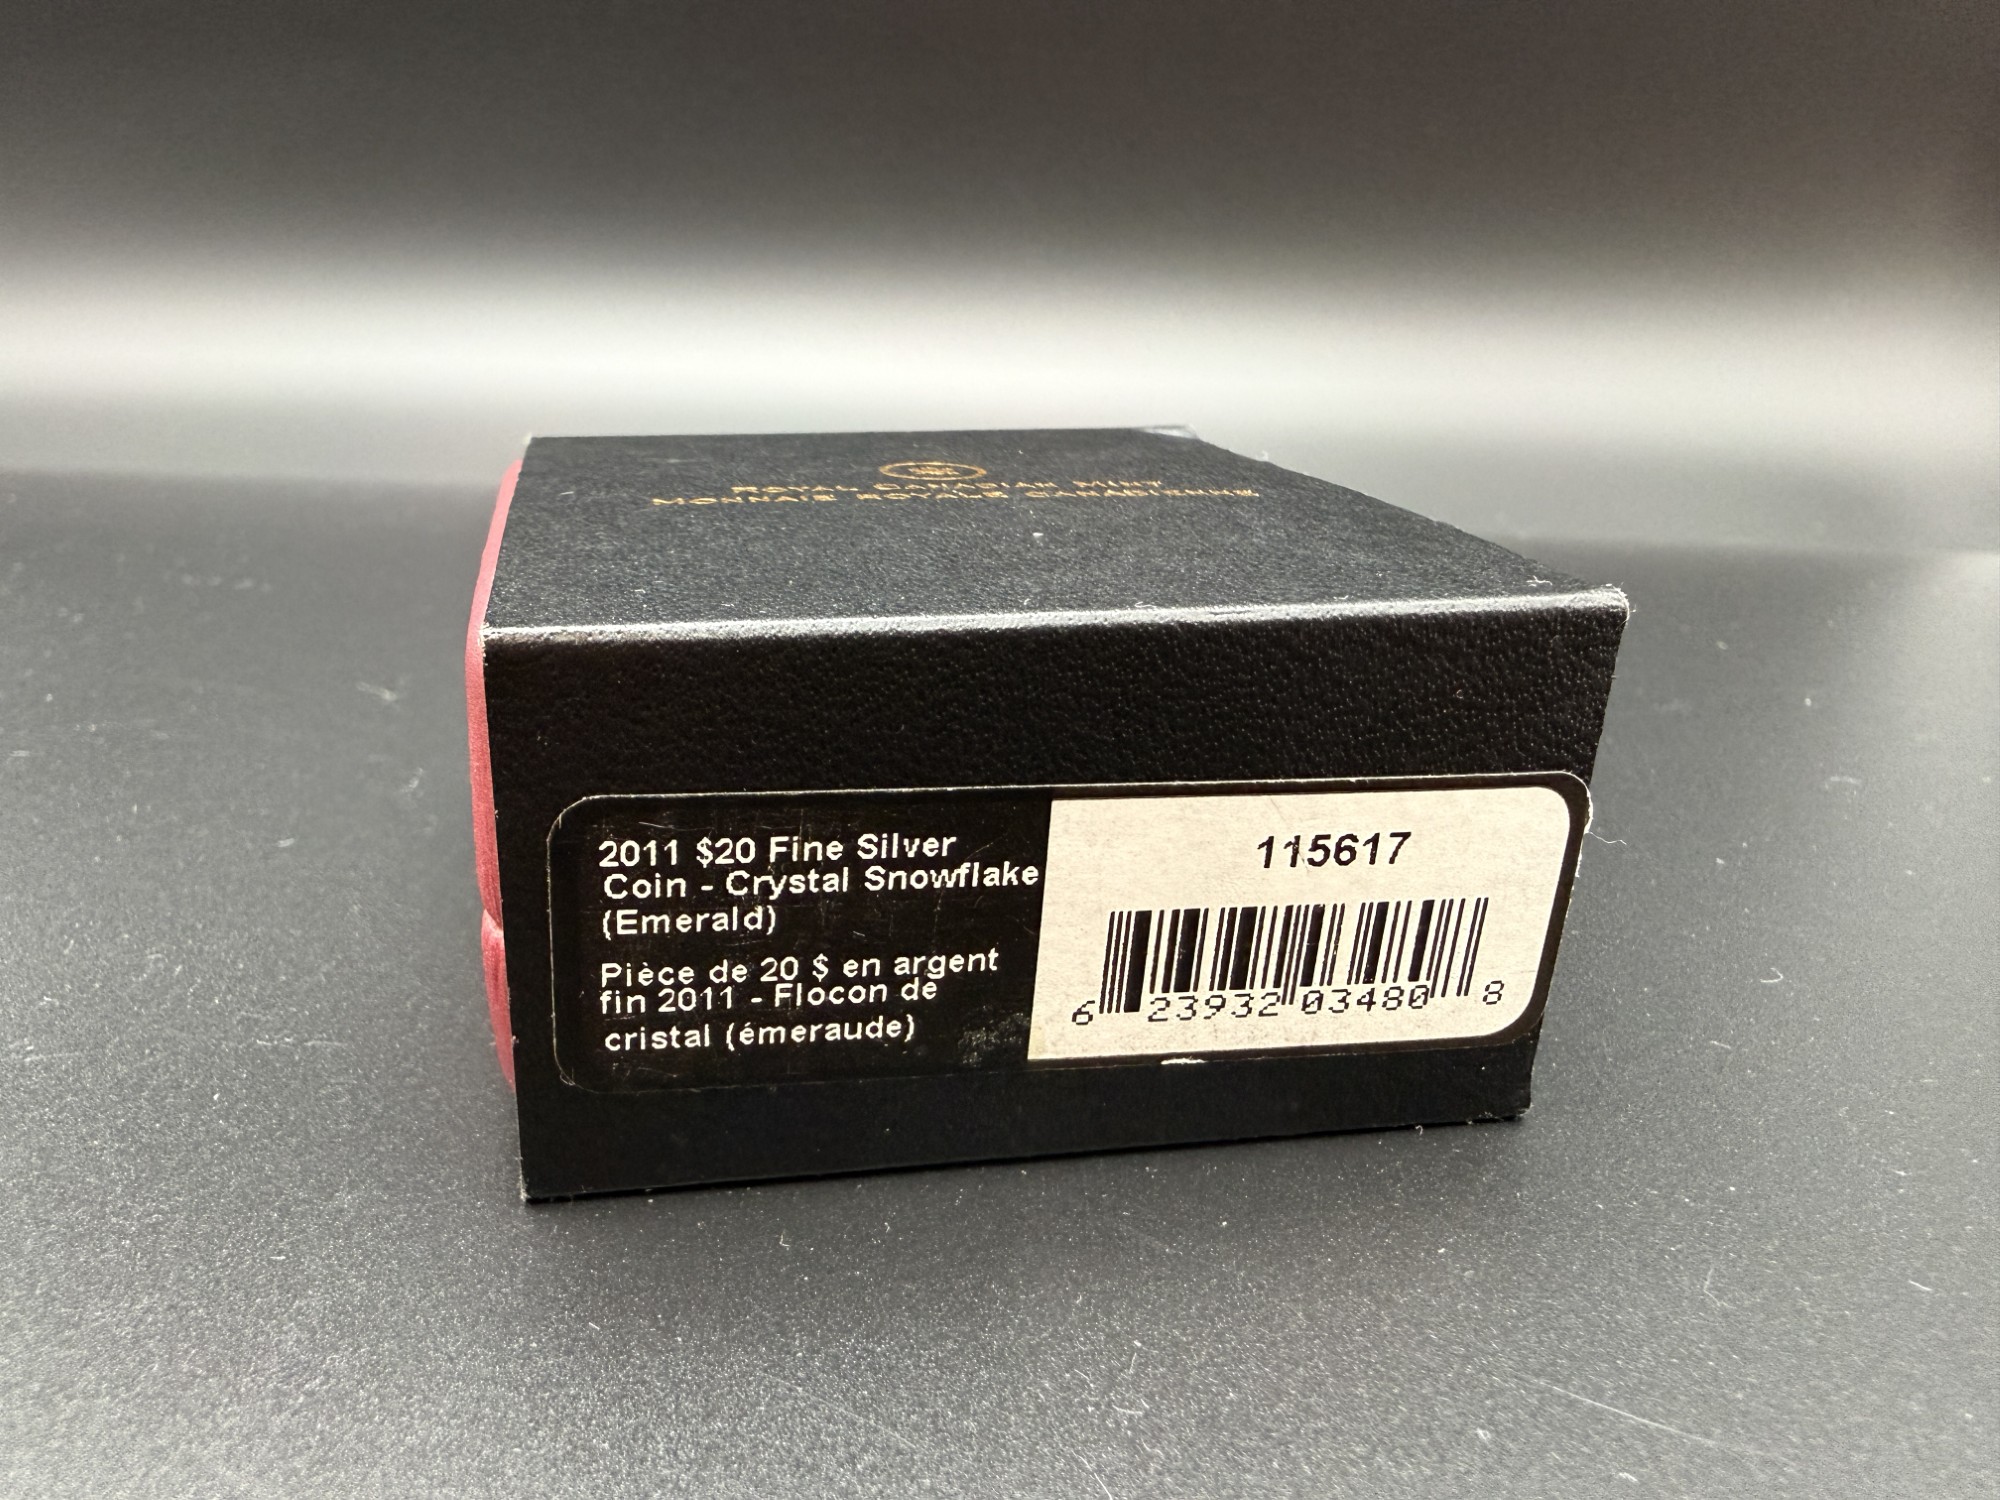 ROYAL CANADIAN MINT
MONNAIE ROYALE CANADIENNE
2011 $20 Fine Silver
Coin - Crystal Snowflake
(Emerald)
Pièce de 20 $ en argent
fin 2011 - Flocon de
cristal (émeraude)
115617
6 23932 03480 8